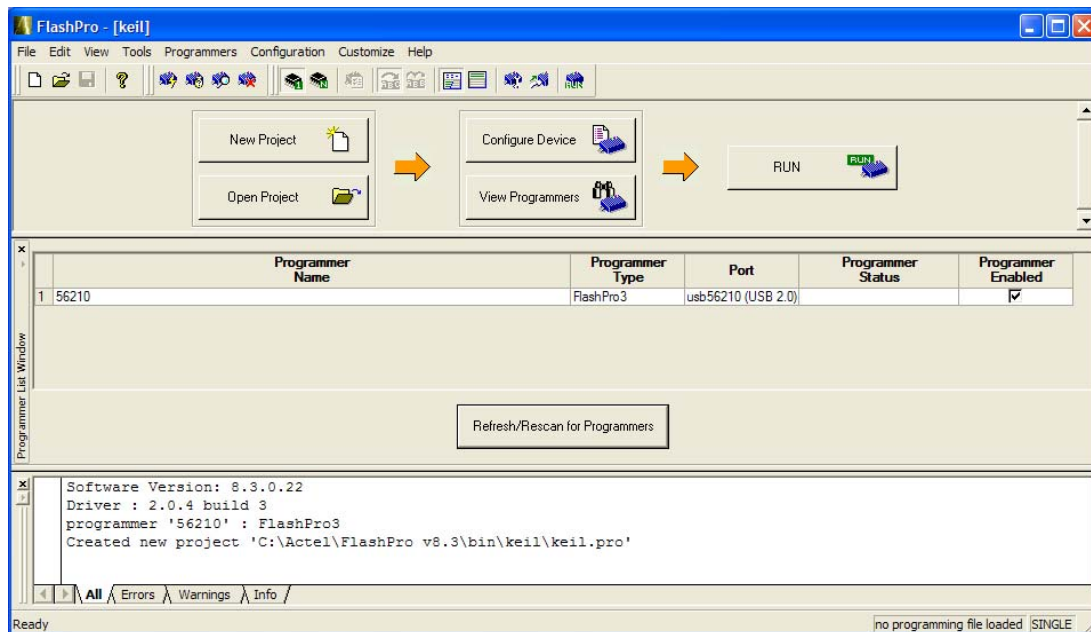 FlashPro - [keil]
File Edit View Tools Programmers Configuration Customize Help
New Project
Configure Device
RUN
RUN
Open Project
View Programmers
Programmer Name
Programmer Type
Port
Programmer Status
Programmer Enabled
1 56210 FlashPro3 usb56210 (USB 2.0)
Programmer List Window
Refresh/Rescan for Programmers
Software Version: 8.3.0.22
Driver : 2.0.4 build 3
programmer '56210' : FlashPro3
Created new project 'C:\Actel\FlashPro v8.3\bin\keil\keil.pro'
All Errors Warnings Info
Ready
no programming file loaded SINGLE